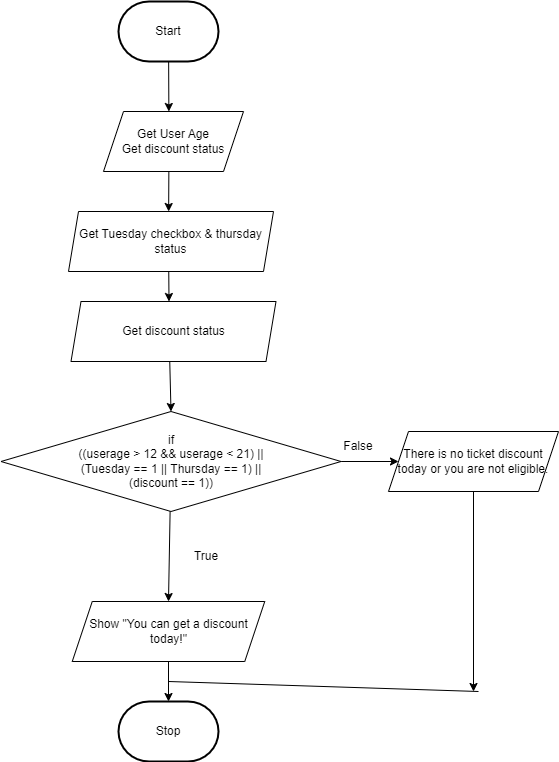 Start
Get User Age
Get discount status
Get Tuesday checkbox & thursday
status
Get discount status
if
((userage > 12 && userage < 21) ||
(Tuesday == 1 || Thursday == 1) ||
(discount == 1))
False
There is no ticket discount
today or you are not eligible.
True
Show "You can get a discount
today!"
Stop